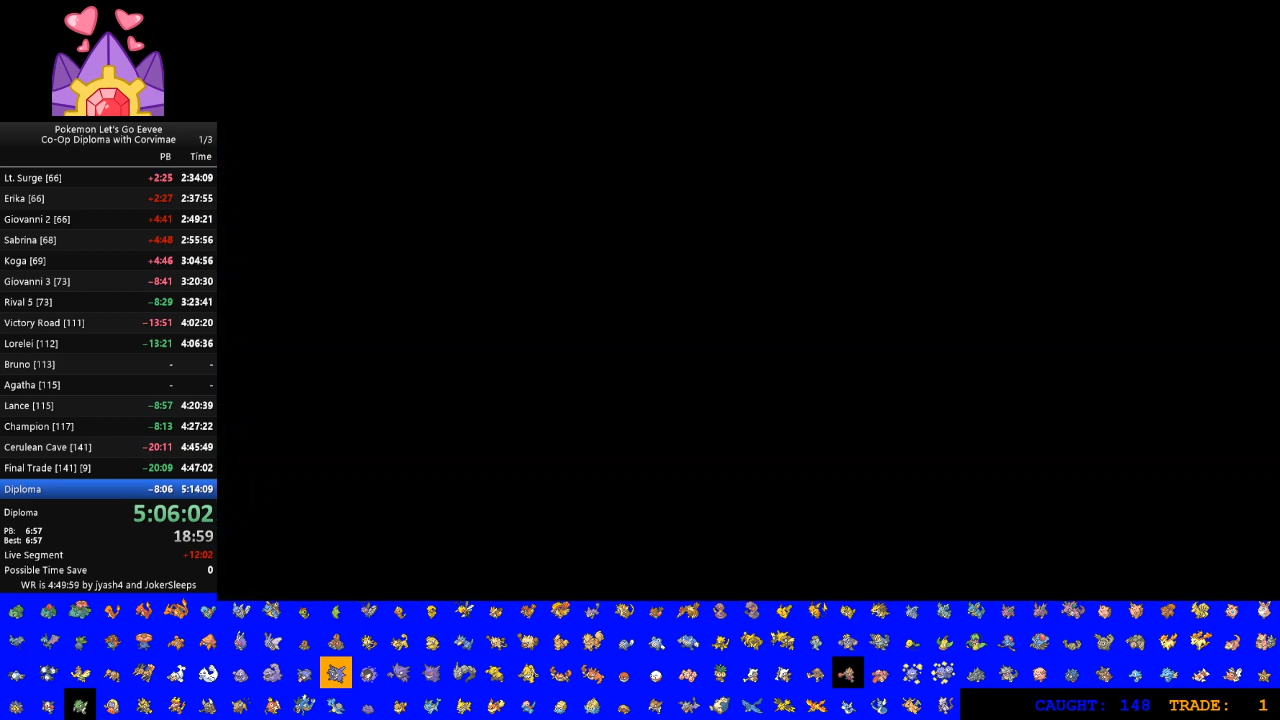 Pokemon Let's Go Eevee
Co-Op Diploma with Corvimae 1/3
PB Time
Lt. Surge [66] +2:25 2:34:09
Erika [66] +2:27 2:37:55
Giovanni 2 [66] +4:41 2:49:21
Sabrina [68] +4:48 2:55:56
Koga [69] +4:46 3:04:56
Giovanni 3 [73] −8:41 3:20:30
Rival 5 [73] −8:29 3:23:41
Victory Road [111] −13:51 4:02:20
Lorelei [112] −13:21 4:06:36
Bruno [113] - -
Agatha [115] - -
Lance [115] −8:57 4:20:39
Champion [117] −8:13 4:27:22
Cerulean Cave [141] −20:11 4:45:49
Final Trade [141] [9] −20:09 4:47:02
Diploma −8:06 5:14:09
Diploma 5:06:02
PB: 6:57
Best: 6:57 18:59
Live Segment +12:02
Possible Time Save 0
WR is 4:49:59 by jyash4 and JokerSleeps
CAUGHT: 148 TRADE: 1